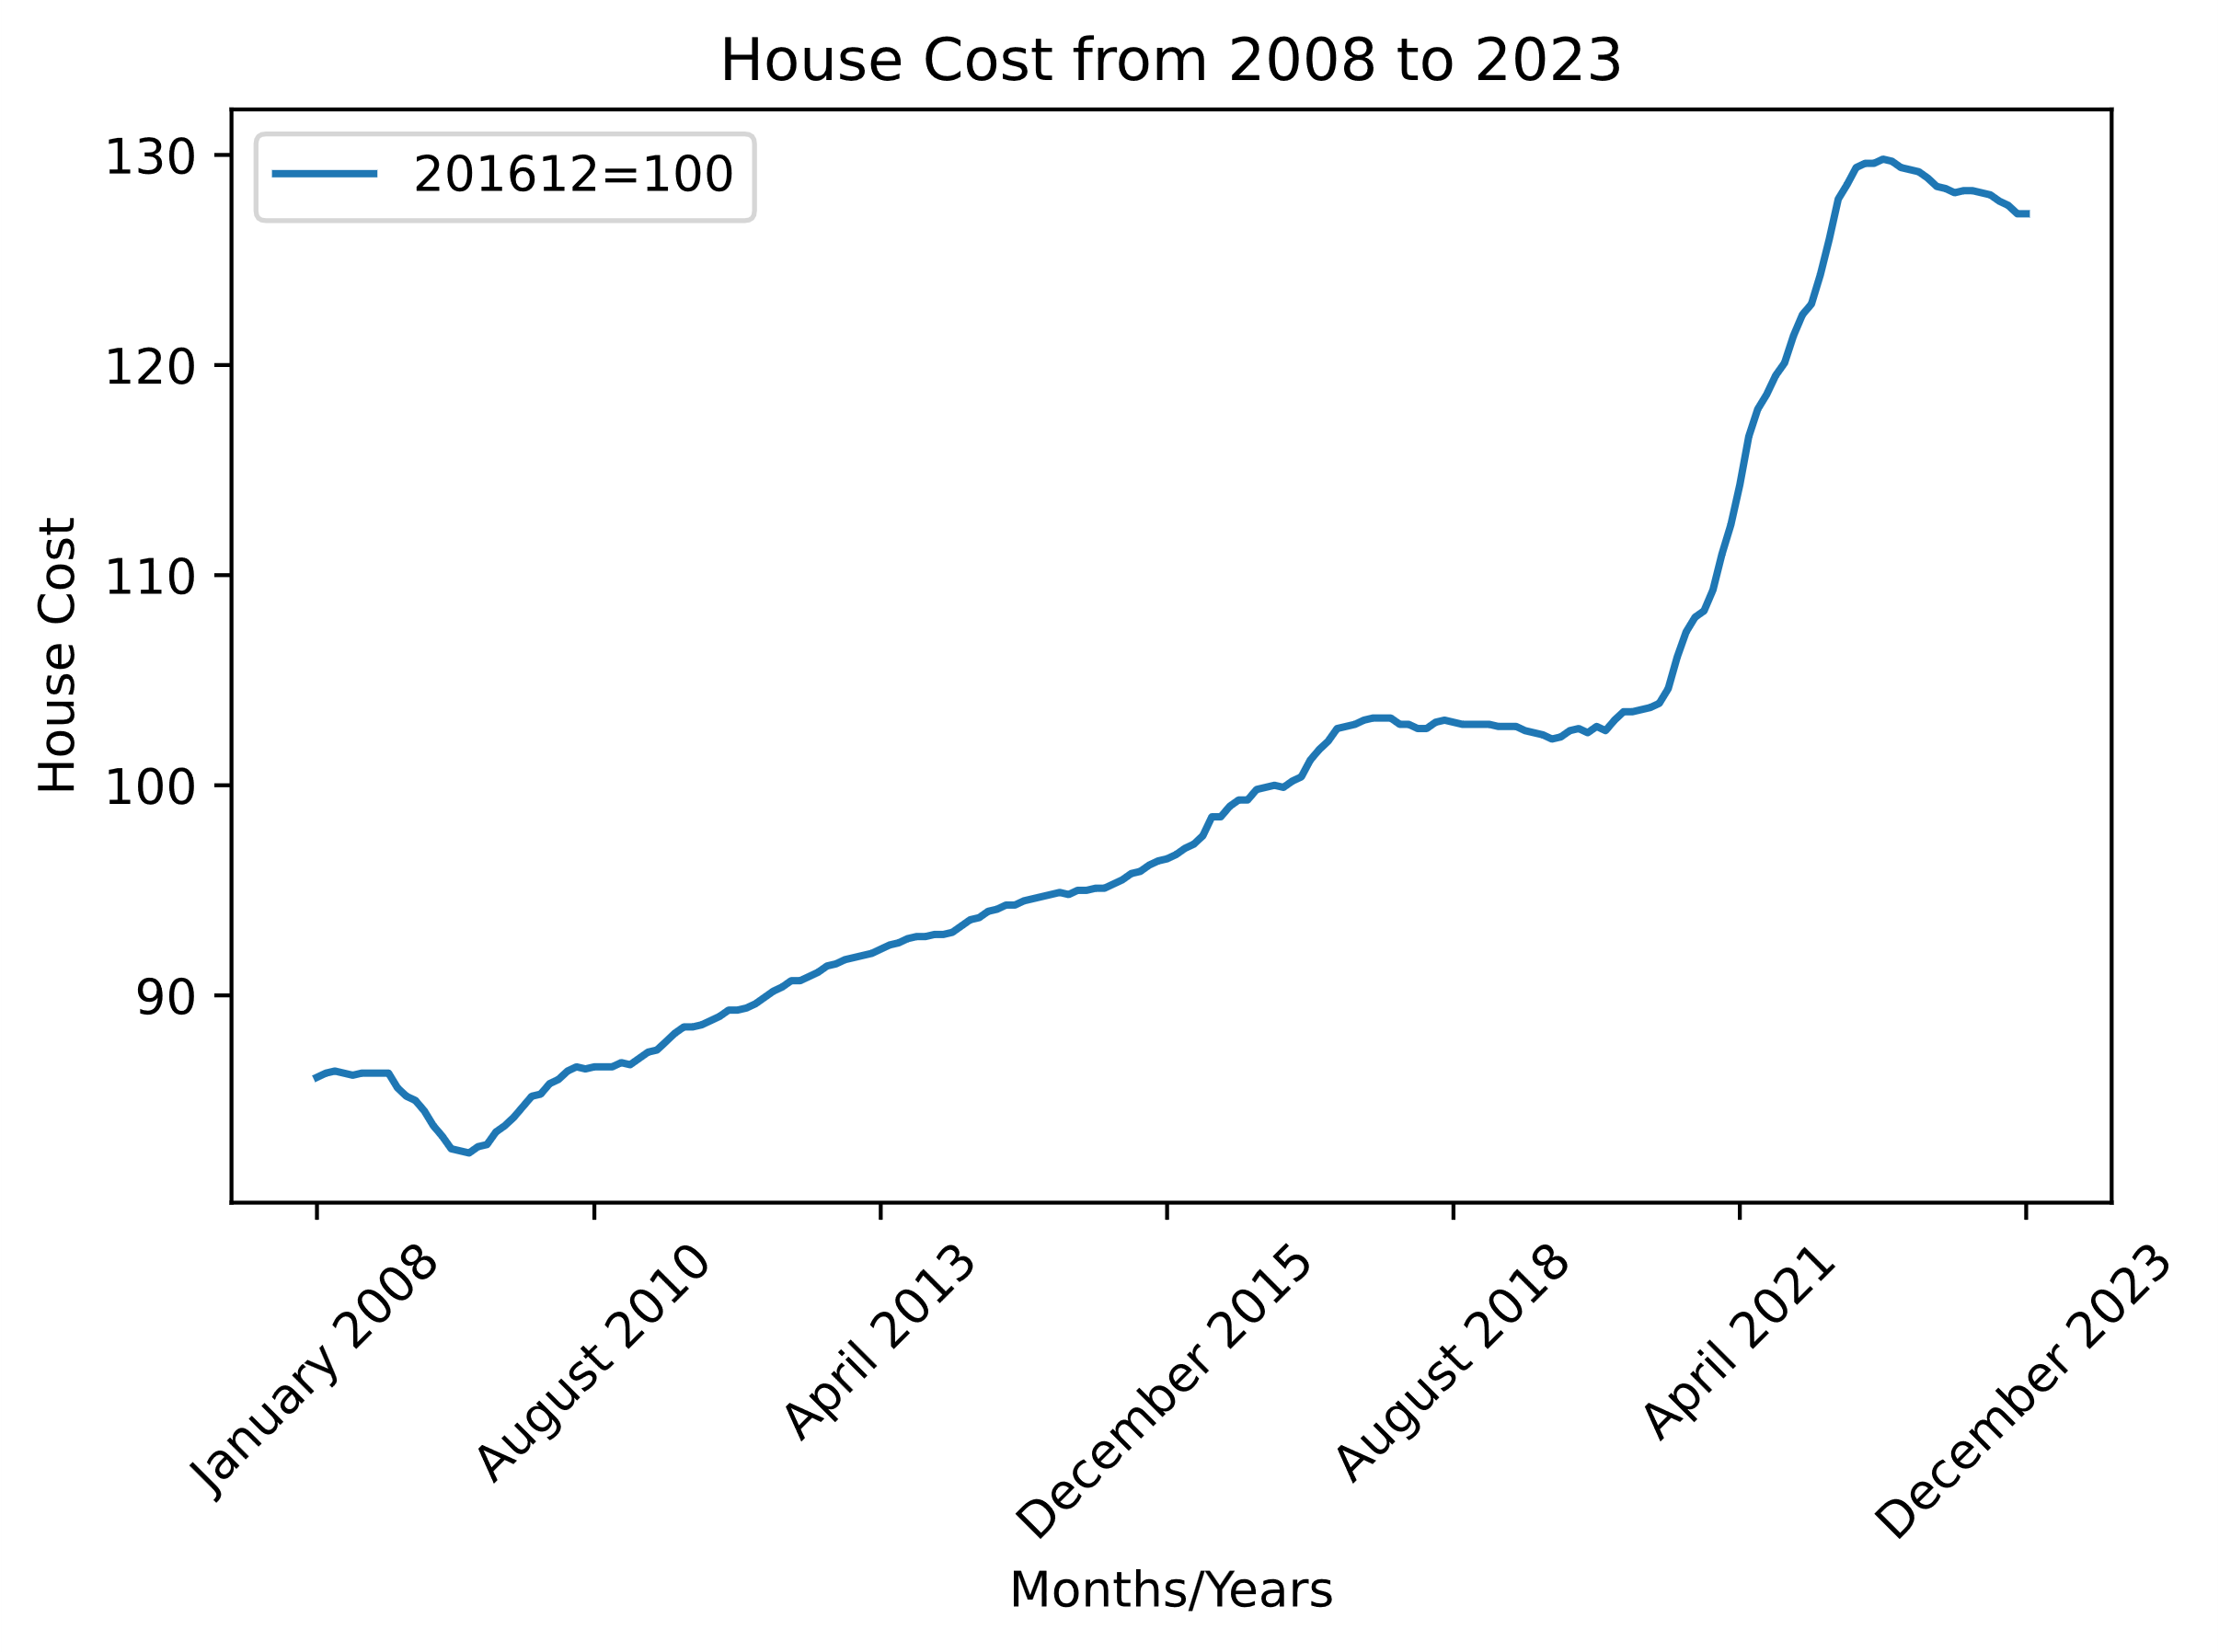 House Cost from 2008 to 2023
201612=100
130
120
110
100
90
House Cost
January 2008
August 2010
April 2013
December 2015
August 2018
April 2021
December 2023
Months/Years